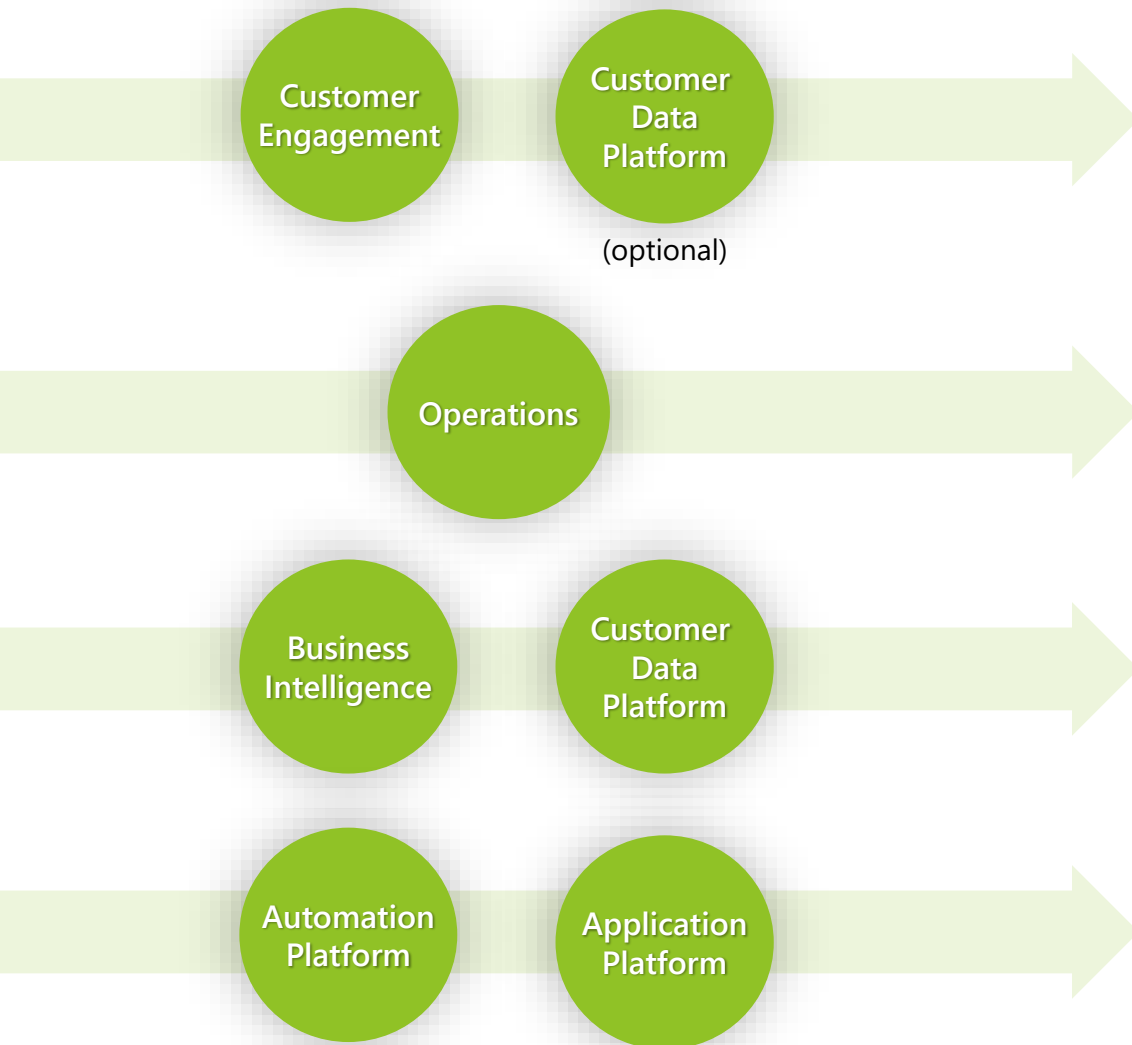 Customer
Engagement
Customer
Data
Platform
(optional)
Operations
Business
Intelligence
Customer
Data
Platform
Automation
Platform
Application
Platform